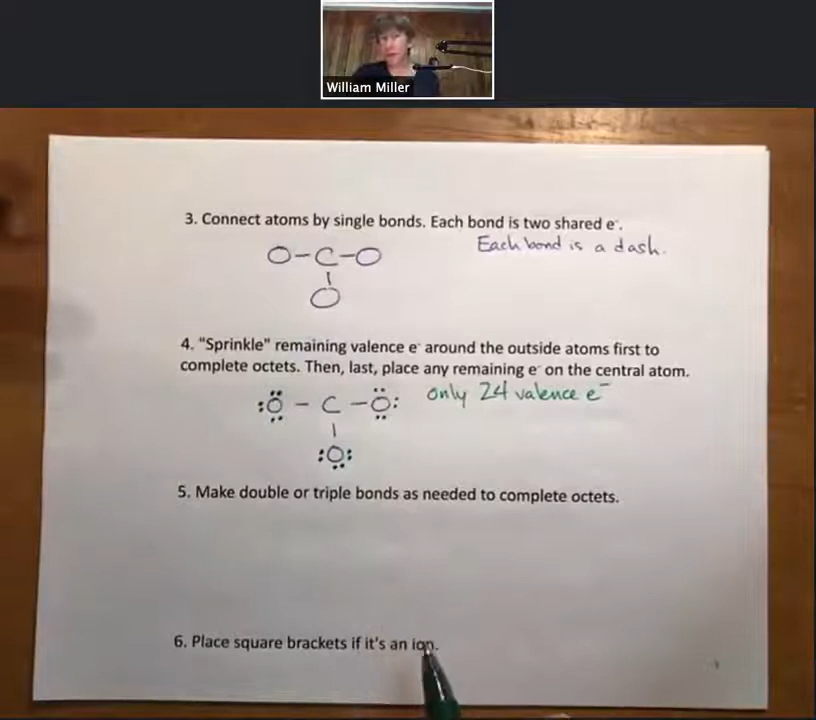 William Miller
3. Connect atoms by single bonds. Each bond is two shared e⁻.
Each bond is a dash.
O–C–O
|
O
4. "Sprinkle" remaining valence e⁻ around the outside atoms first to
complete octets. Then, last, place any remaining e⁻ on the central atom.
only 24 valence e⁻
:Ö – C – Ö:
|
:O:
5. Make double or triple bonds as needed to complete octets.
6. Place square brackets if it's an ion.